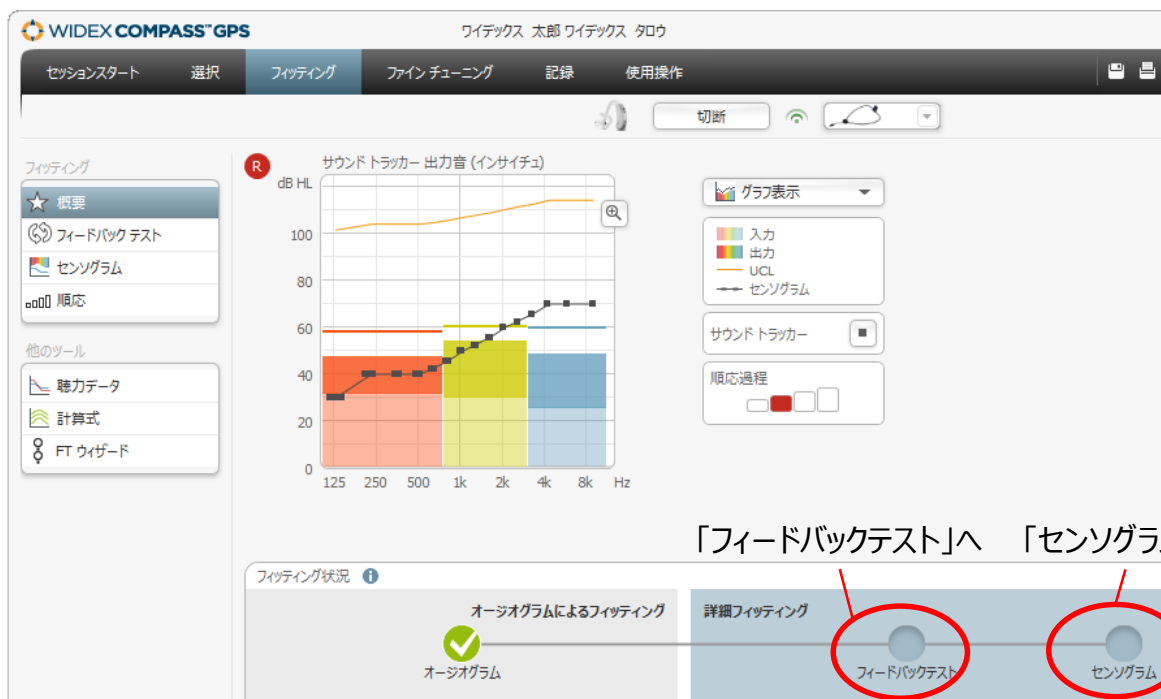 WIDEX COMPASS™GPS
ワイデックス 太郎 ワイデックス タロウ
セッションスタート 選択 フィッティング ファイン チューニング 記録 使用操作
切断
フィッティング
概要
フィードバック テスト
センソグラム
順応
他のツール
聴力データ
計算式
FT ウィザード
R
サウンド トラッカー 出力音 (インサイチュ)
dB HL
100
80
60
40
20
0
125 250 500 1k 2k 4k 8k Hz
グラフ表示
入力
出力
UCL
センソグラム
サウンド トラッカー
順応過程
「フィードバックテスト」へ 「センソグラ
フィッティング状況
オージオグラムによるフィッティング
オージオグラム
詳細フィッティング
フィードバックテスト
センソグラム